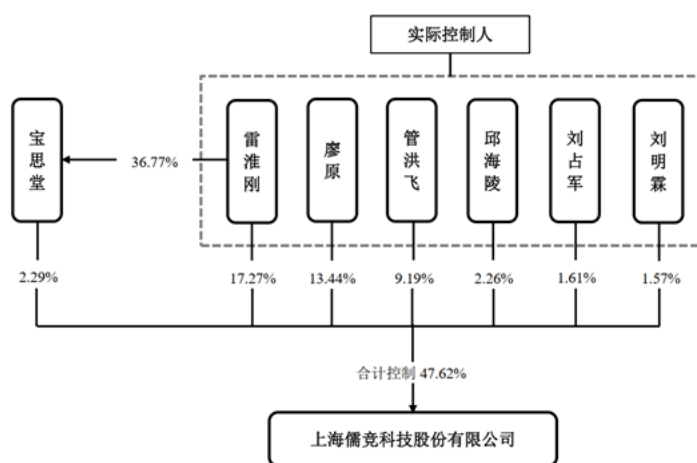 实际控制人
宝思堂
36.77%
雷淮刚
廖原
管洪飞
邱海陵
刘占军
刘明霖
2.29%
17.27%
13.44%
9.19%
2.26%
1.61%
1.57%
合计控制 47.62%
上海儒竞科技股份有限公司